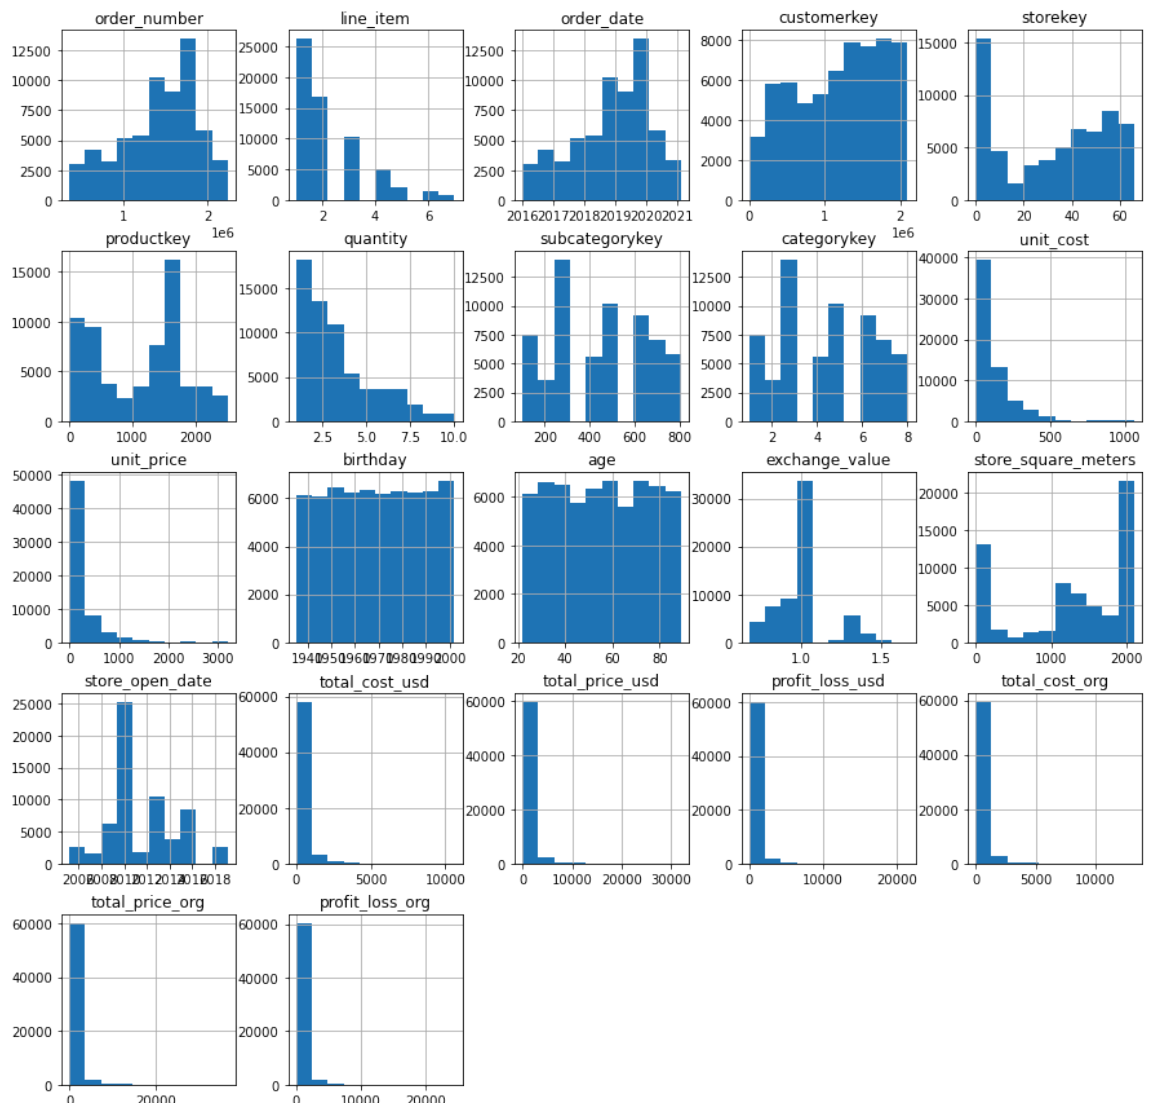 order_number
12500
10000
7500
5000
2500
0
1 2
1e6
line_item
25000
20000
15000
10000
5000
0
2 4 6
order_date
12500
10000
7500
5000
2500
0
2016 2017 2018 2019 2020 2021
customerkey
8000
6000
4000
2000
0
0 1 2
1e6
storekey
15000
10000
5000
0
0 20 40 60
productkey
15000
10000
5000
0
0 1000 2000
quantity
15000
10000
5000
0
2.5 5.0 7.5 10.0
subcategorykey
12500
10000
7500
5000
2500
0
200 400 600 800
categorykey
12500
10000
7500
5000
2500
0
2 4 6 8
unit_cost
40000
30000
20000
10000
0
0 500 1000
unit_price
50000
40000
30000
20000
10000
0
0 1000 2000 3000
birthday
6000
4000
2000
0
1940 1950 1960 1970 1980 1990 2000
age
6000
4000
2000
0
20 40 60 80
exchange_value
30000
20000
10000
0
1.0 1.5
store_square_meters
20000
15000
10000
5000
0
0 1000 2000
store_open_date
25000
20000
15000
10000
5000
0
2006 2008 2010 2012 2014 2016 2018
total_cost_usd
60000
40000
20000
0
0 5000 10000
total_price_usd
60000
40000
20000
0
0 10000 20000 30000
profit_loss_usd
60000
40000
20000
0
0 10000 20000
total_cost_org
60000
40000
20000
0
0 5000 10000
total_price_org
60000
40000
20000
0
0 20000
profit_loss_org
60000
40000
20000
0
0 10000 20000